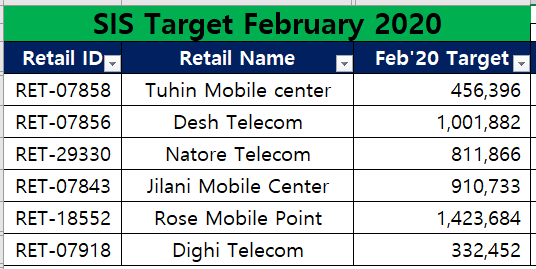 SIS Target February 2020
Retail ID Retail Name Feb'20 Target
RET-07858 Tuhin Mobile center 456,396
RET-07856 Desh Telecom 1,001,882
RET-29330 Natore Telecom 811,866
RET-07843 Jilani Mobile Center 910,733
RET-18552 Rose Mobile Point 1,423,684
RET-07918 Dighi Telecom 332,452